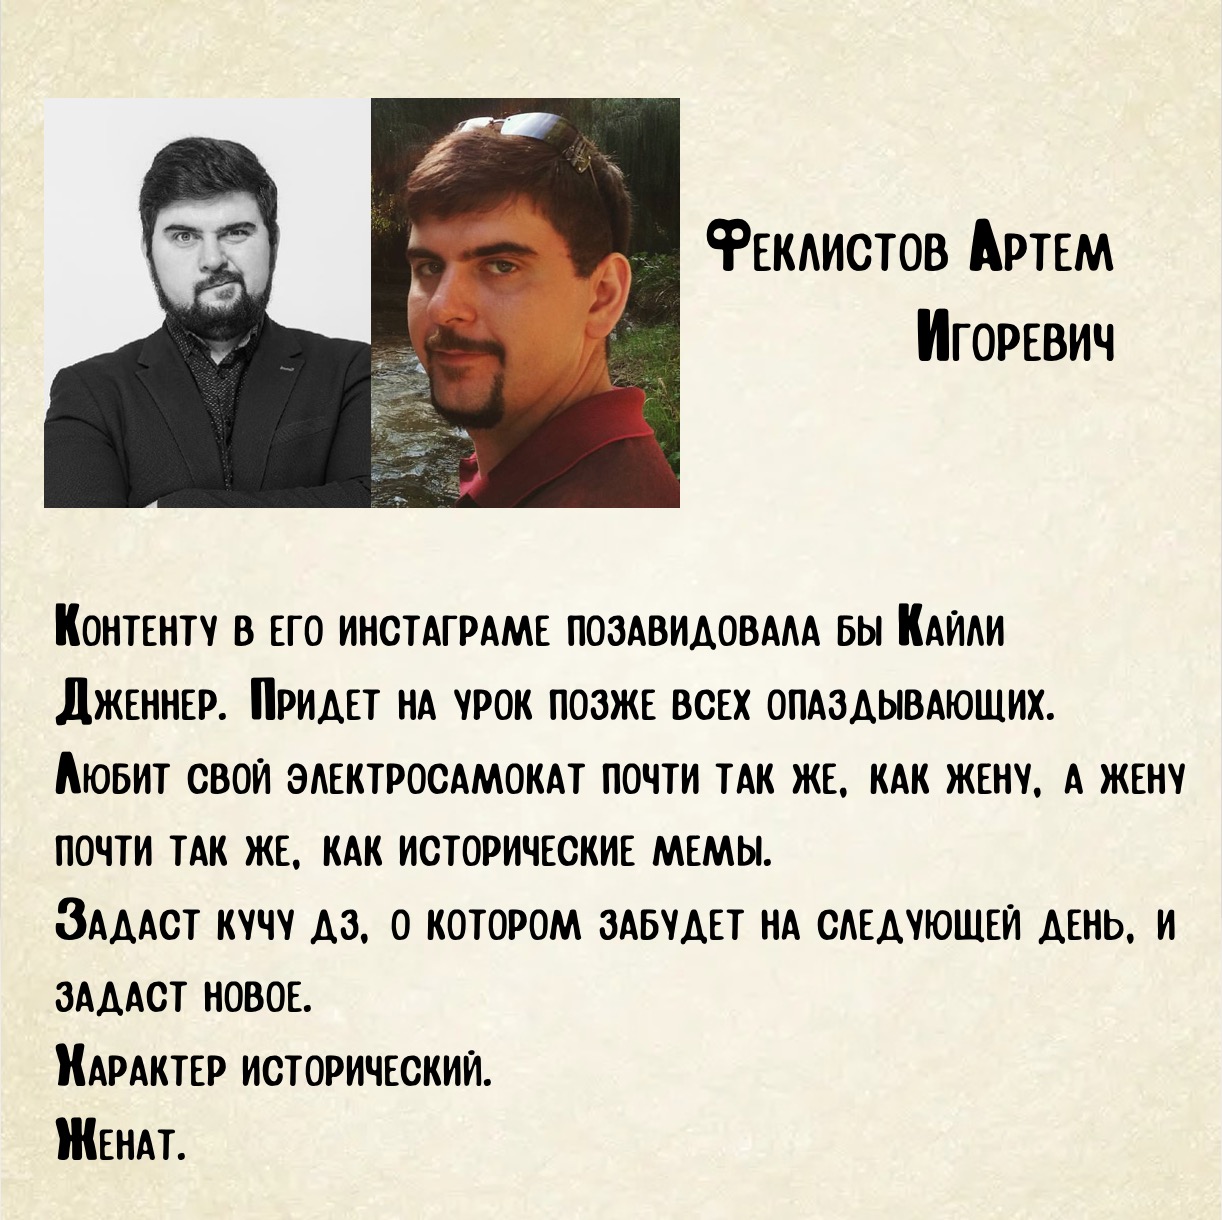 Феклистов Артем
Игоревич
Контенту в его инстаграме позавидовала бы Кайли
Дженнер. Придет на урок позже всех опаздывающих.
Любит свой электросамокат почти так же, как жену, а жену
почти так же, как исторические мемы.
Задаст кучу дз, о котором забудет на следующей день, и
задаст новое.
Характер исторический.
Женат.